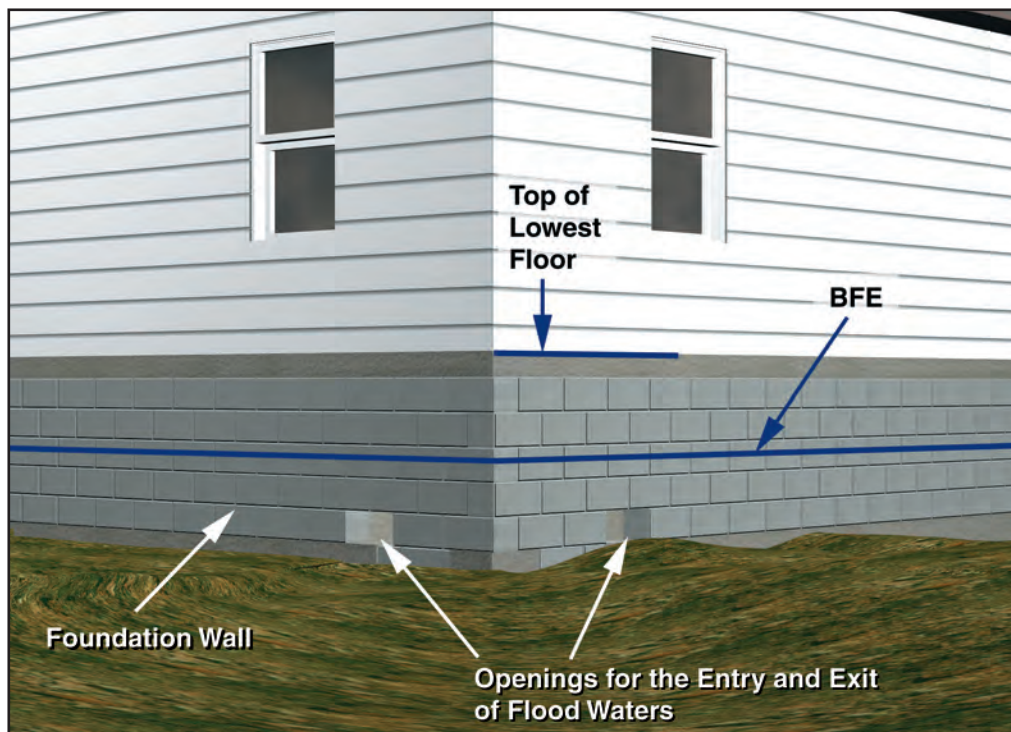 Top of
Lowest
Floor
BFE
Foundation Wall
Openings for the Entry and Exit
of Flood Waters